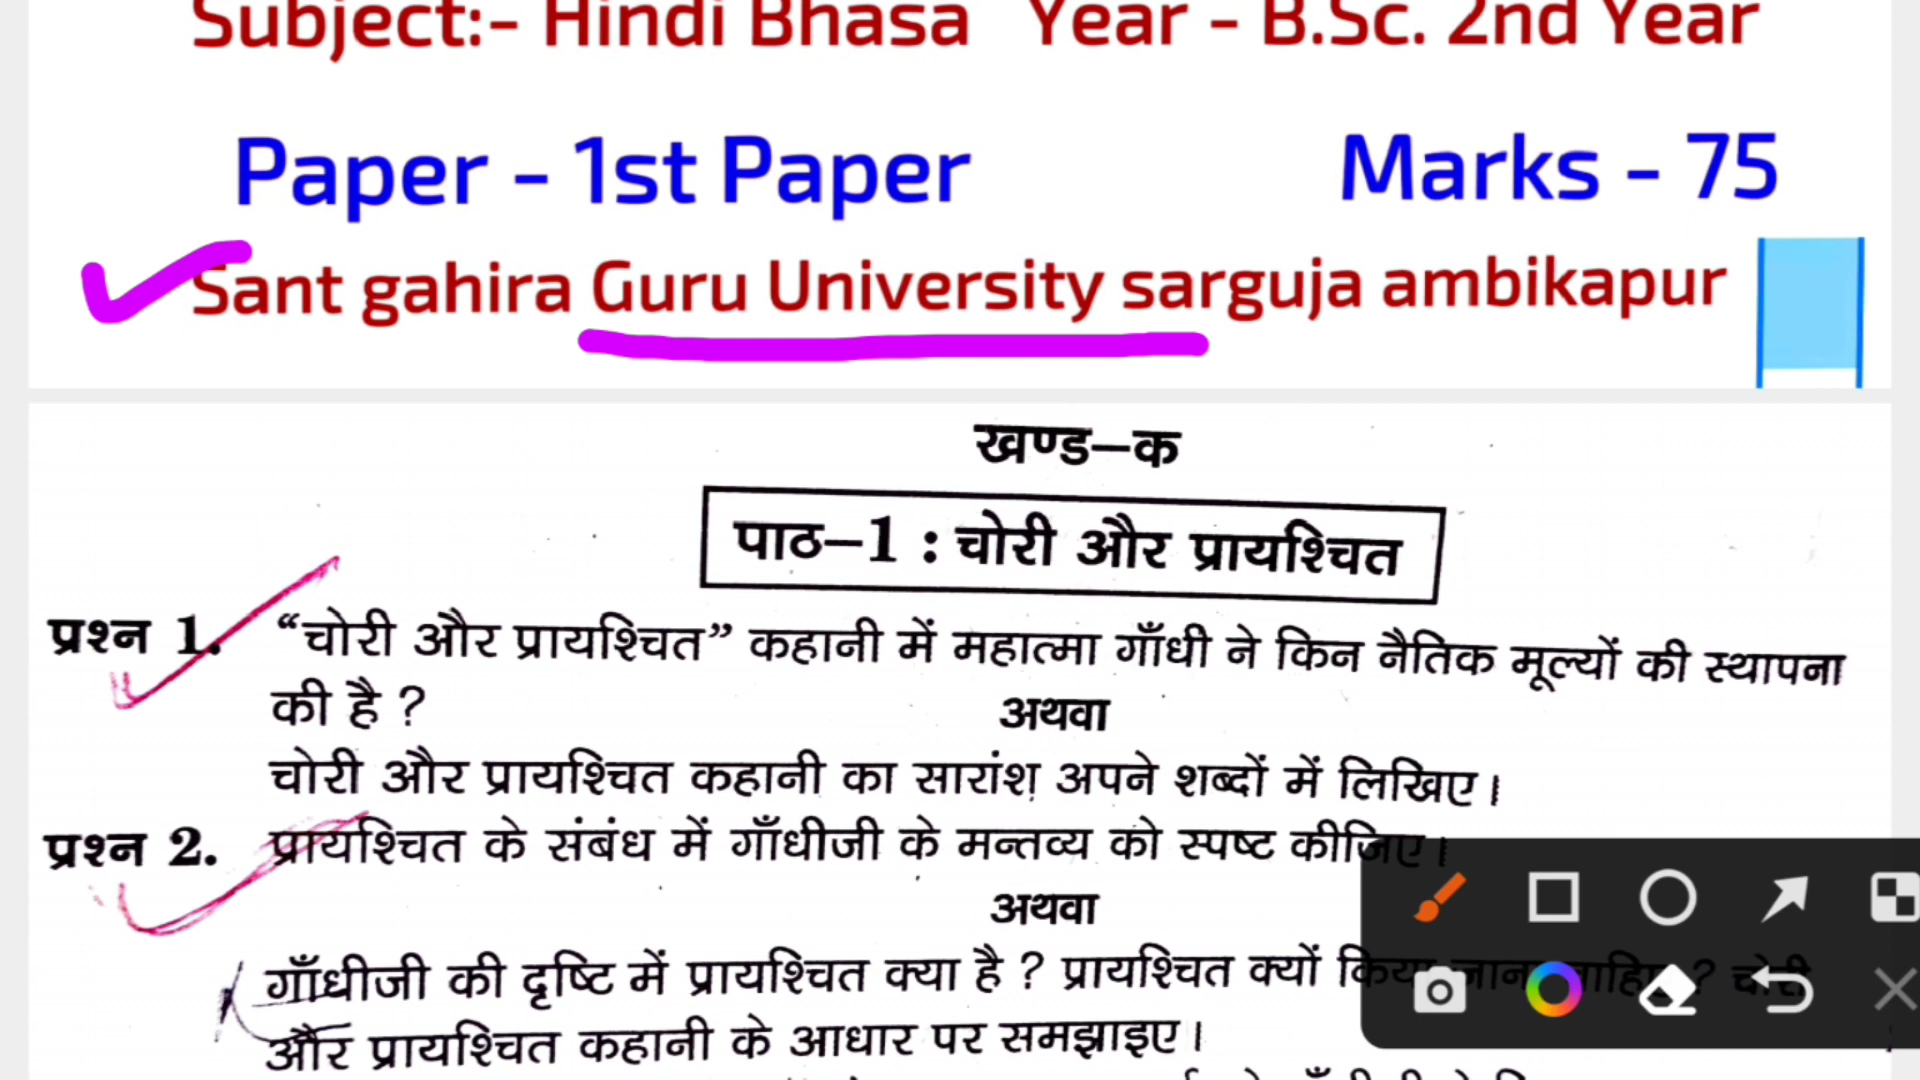 Subject:- Hindi Bhasa Year - B.Sc. 2nd Year
Paper - 1st Paper Marks - 75
Sant gahira Guru University sarguja ambikapur
खण्ड–क
पाठ–1 : चोरी और प्रायश्चित
प्रश्न 1. “चोरी और प्रायश्चित” कहानी में महात्मा गाँधी ने किन नैतिक मूल्यों की स्थापना
की है ?
अथवा
चोरी और प्रायश्चित कहानी का सारांश अपने शब्दों में लिखिए।
प्रश्न 2. प्रायश्चित के संबंध में गाँधीजी के मन्तव्य को स्पष्ट कीजिए।
अथवा
गाँधीजी की दृष्टि में प्रायश्चित क्या है ? प्रायश्चित क्यों किया जाना चाहिए ? चोरी
और प्रायश्चित कहानी के आधार पर समझाइए।